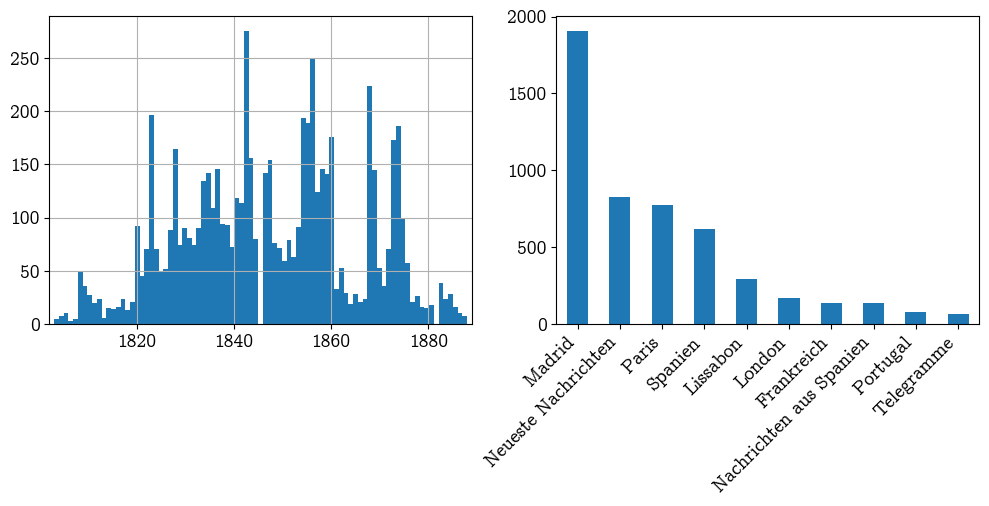 250
200
150
100
50
0
1820 1840 1860 1880
2000
1500
1000
500
0
Madrid
Neueste Nachrichten
Paris
Spanien
Lissabon
London
Frankreich
Nachrichten aus Spanien
Portugal
Telegramme